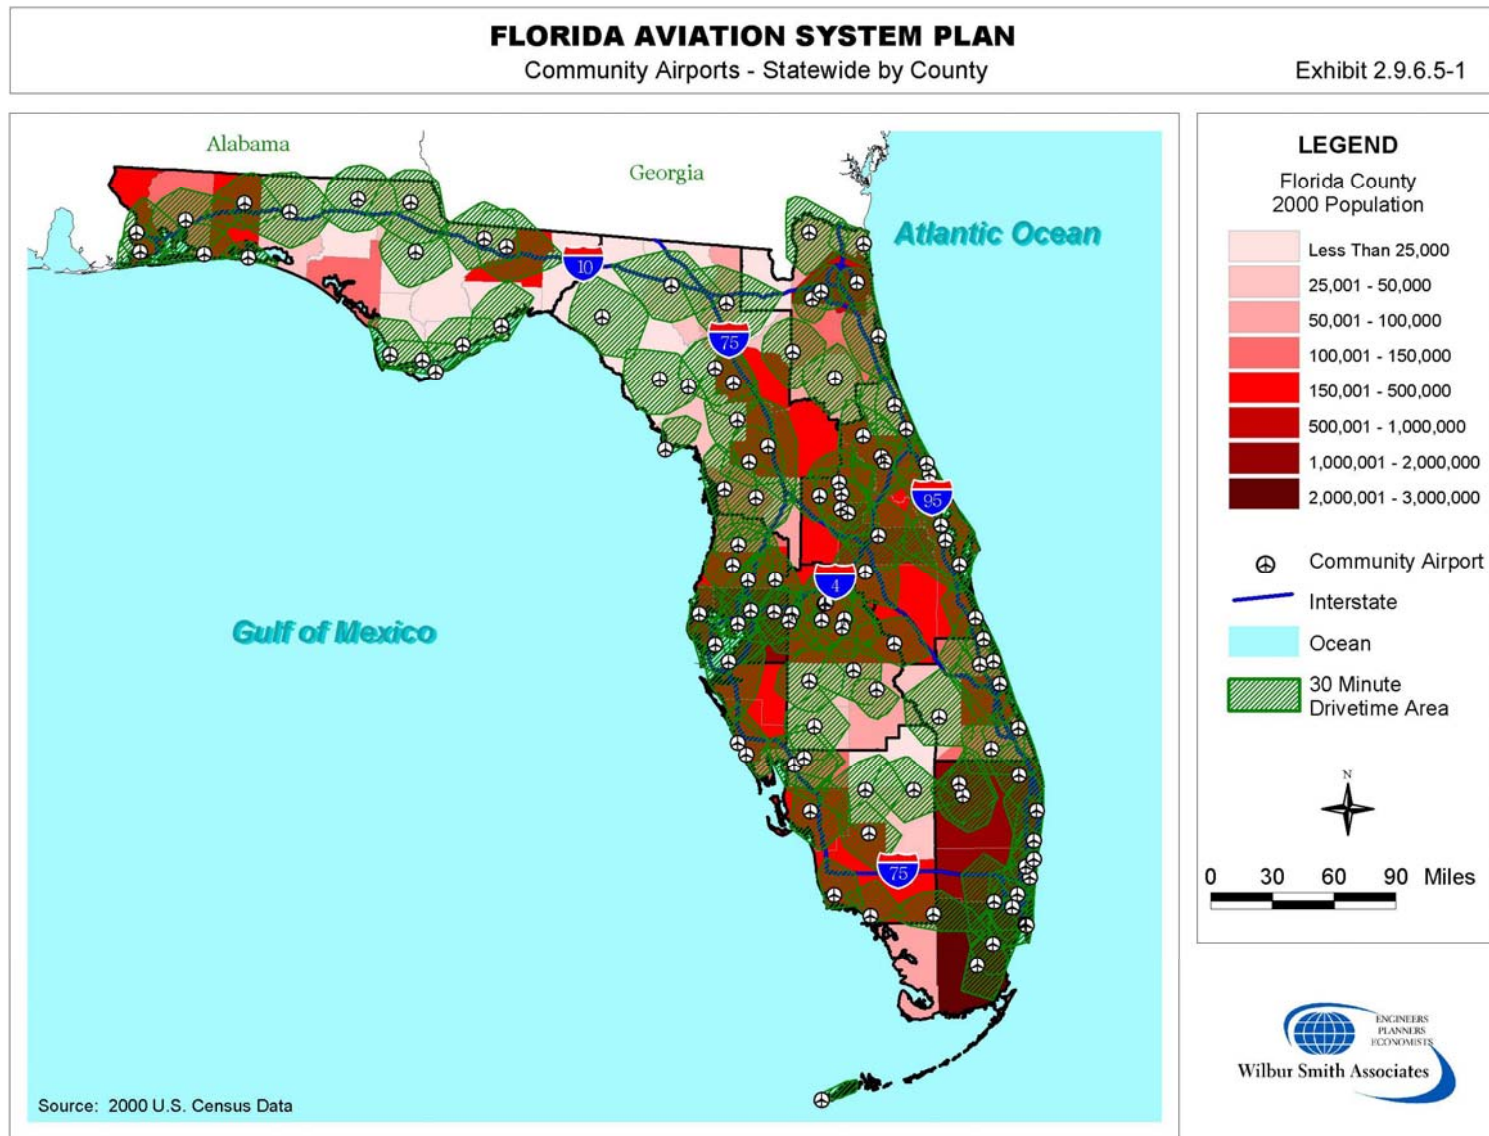 FLORIDA AVIATION SYSTEM PLAN
Community Airports - Statewide by County
Exhibit 2.9.6.5-1
Alabama
Georgia
Atlantic Ocean
10
75
95
4
Gulf of Mexico
75
Source: 2000 U.S. Census Data
LEGEND
Florida County
2000 Population
Less Than 25,000
25,001 - 50,000
50,001 - 100,000
100,001 - 150,000
150,001 - 500,000
500,001 - 1,000,000
1,000,001 - 2,000,000
2,000,001 - 3,000,000
Community Airport
Interstate
Ocean
30 Minute
Drivetime Area
N
0 30 60 90 Miles
ENGINEERS
PLANNERS
ECONOMISTS
Wilbur Smith Associates